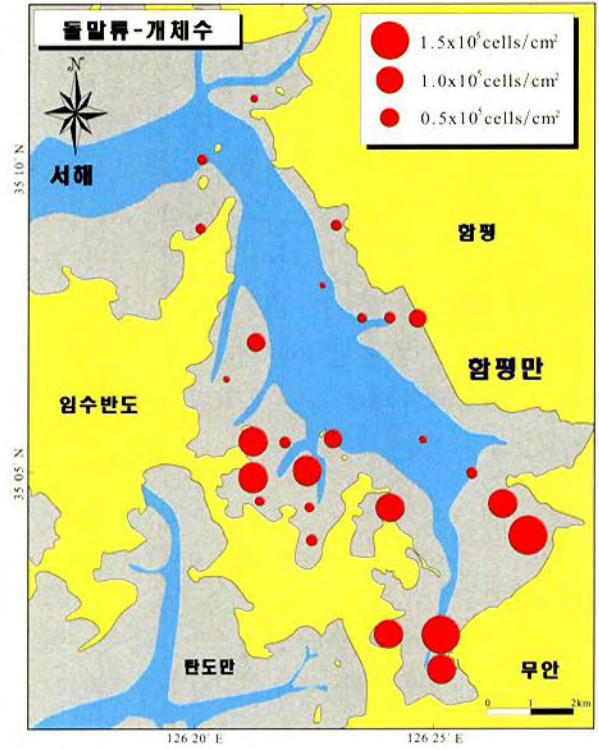 돌말류-개체수
N
1.5x10⁵cells/cm²
1.0x10⁵cells/cm²
0.5x10⁵cells/cm²
35 10´ N
서해
함평
함평만
임수반도
35 05´ N
탄도만
무안
0 1 2km
126 20´ E
126 25´ E